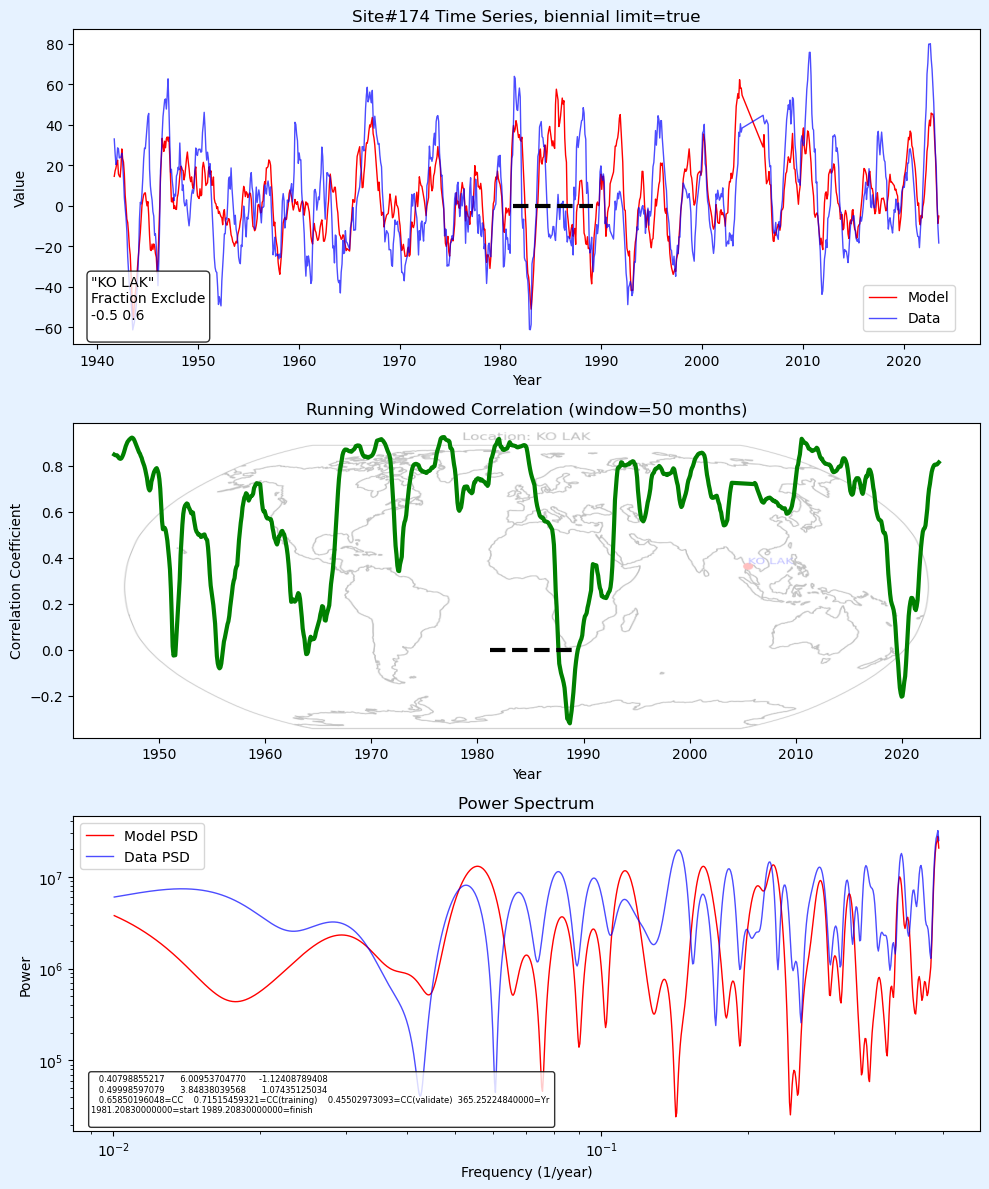 Site#174 Time Series, biennial limit=true
80
60
40
20
0
−20
−40
−60
Value
"KO LAK"
Fraction Exclude
-0.5 0.6
Model
Data
1940 1950 1960 1970 1980 1990 2000 2010 2020
Year
Running Windowed Correlation (window=50 months)
Location: KO LAK
KO LAK
0.8
0.6
0.4
0.2
0.0
−0.2
Correlation Coefficient
1950 1960 1970 1980 1990 2000 2010 2020
Year
Power Spectrum
Model PSD
Data PSD
10⁷
10⁶
10⁵
Power
0.40798855217 6.00953704770 -1.12408789408
0.49998597079 3.84838039568 1.07435125034
0.65850196048=CC 0.71515459321=CC(training) 0.45502973093=CC(validate) 365.25224840000=Yr
1981.20830000000=start 1989.20830000000=finish
10⁻² 10⁻¹
Frequency (1/year)